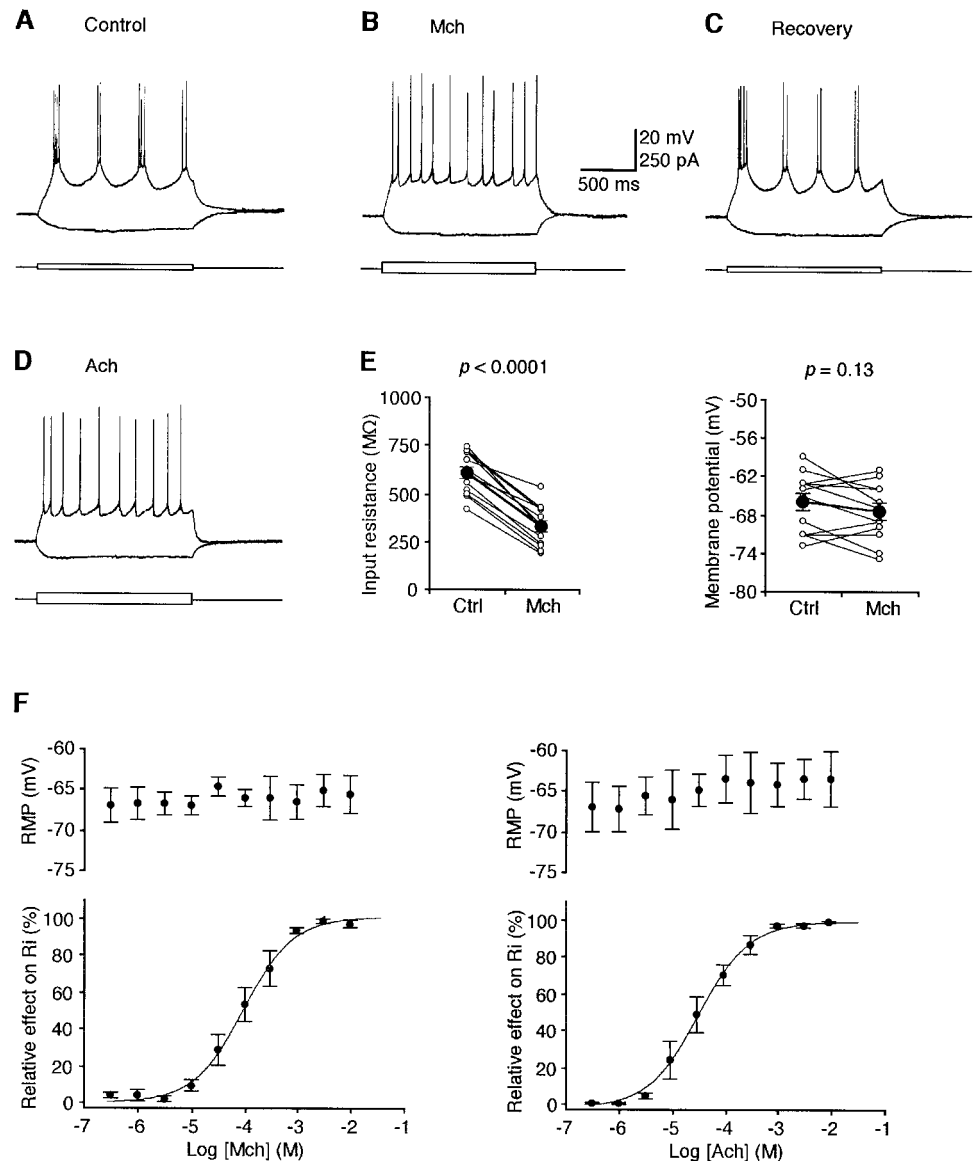 A Control
B Mch
C Recovery
20 mV
250 pA
500 ms
D Ach
E
p < 0.0001
Input resistance (MΩ)
1000
750
500
250
0
Ctrl Mch
p = 0.13
Membrane potential (mV)
-50
-56
-62
-68
-74
-80
Ctrl Mch
F
RMP (mV)
-60
-65
-70
-75
Relative effect on Ri (%)
100
80
60
40
20
0
-7 -6 -5 -4 -3 -2 -1
Log [Mch] (M)
RMP (mV)
-60
-65
-70
-75
Relative effect on Ri (%)
100
80
60
40
20
0
-7 -6 -5 -4 -3 -2 -1
Log [Ach] (M)